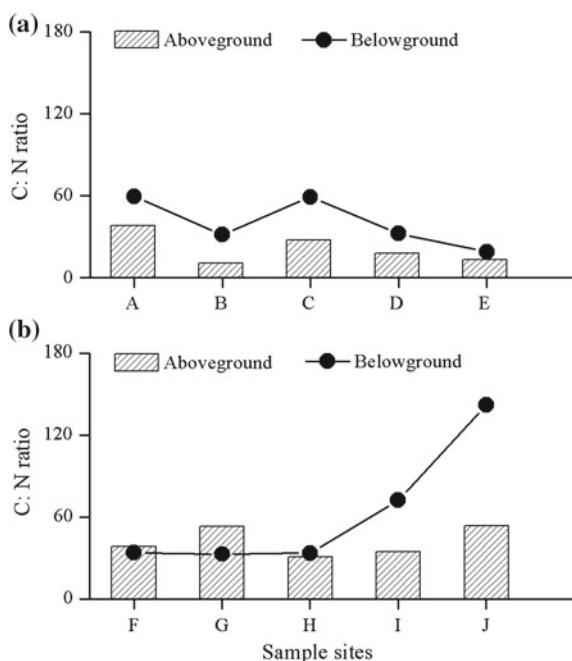 (a)
Aboveground Belowground
180
120
60
0
C: N ratio
A B C D E
(b)
Aboveground Belowground
180
120
60
0
C: N ratio
F G H I J
Sample sites